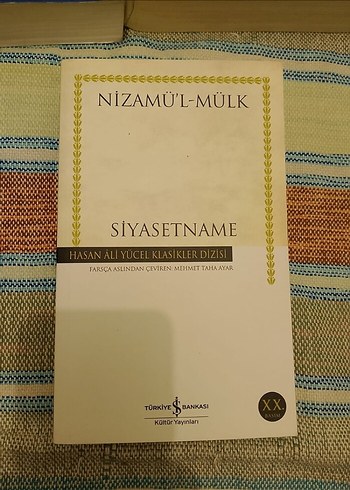 NİZAMÜ'L-MÜLK
SİYASETNAME
HASAN ÂLİ YÜCEL KLASİKLER DİZİSİ
FARSÇA ASLINDAN ÇEVİREN: MEHMET TAHA AYAR
TÜRKİYE İŞ BANKASI
Kültür Yayınları
XX.
BASIM